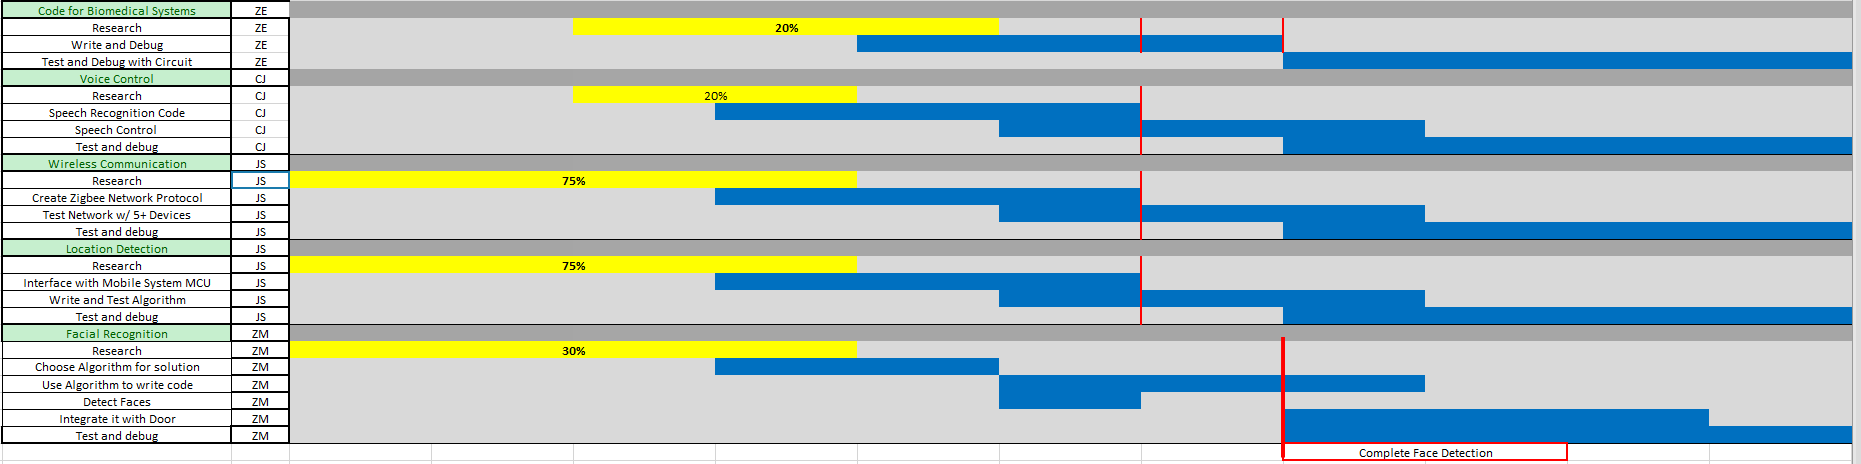 Code for Biomedical Systems ZE
Research ZE 20%
Write and Debug ZE
Test and Debug with Circuit ZE
Voice Control CJ
Research CJ 20%
Speech Recognition Code CJ
Speech Control CJ
Test and debug CJ
Wireless Communication JS
Research JS 75%
Create Zigbee Network Protocol JS
Test Network w/ 5+ Devices JS
Test and debug JS
Location Detection JS
Research JS 75%
Interface with Mobile System MCU JS
Write and Test Algorithm JS
Test and debug JS
Facial Recognition ZM
Research ZM 30%
Choose Algorithm for solution ZM
Use Algorithm to write code ZM
Detect Faces ZM
Integrate it with Door ZM
Test and debug ZM
Complete Face Detection